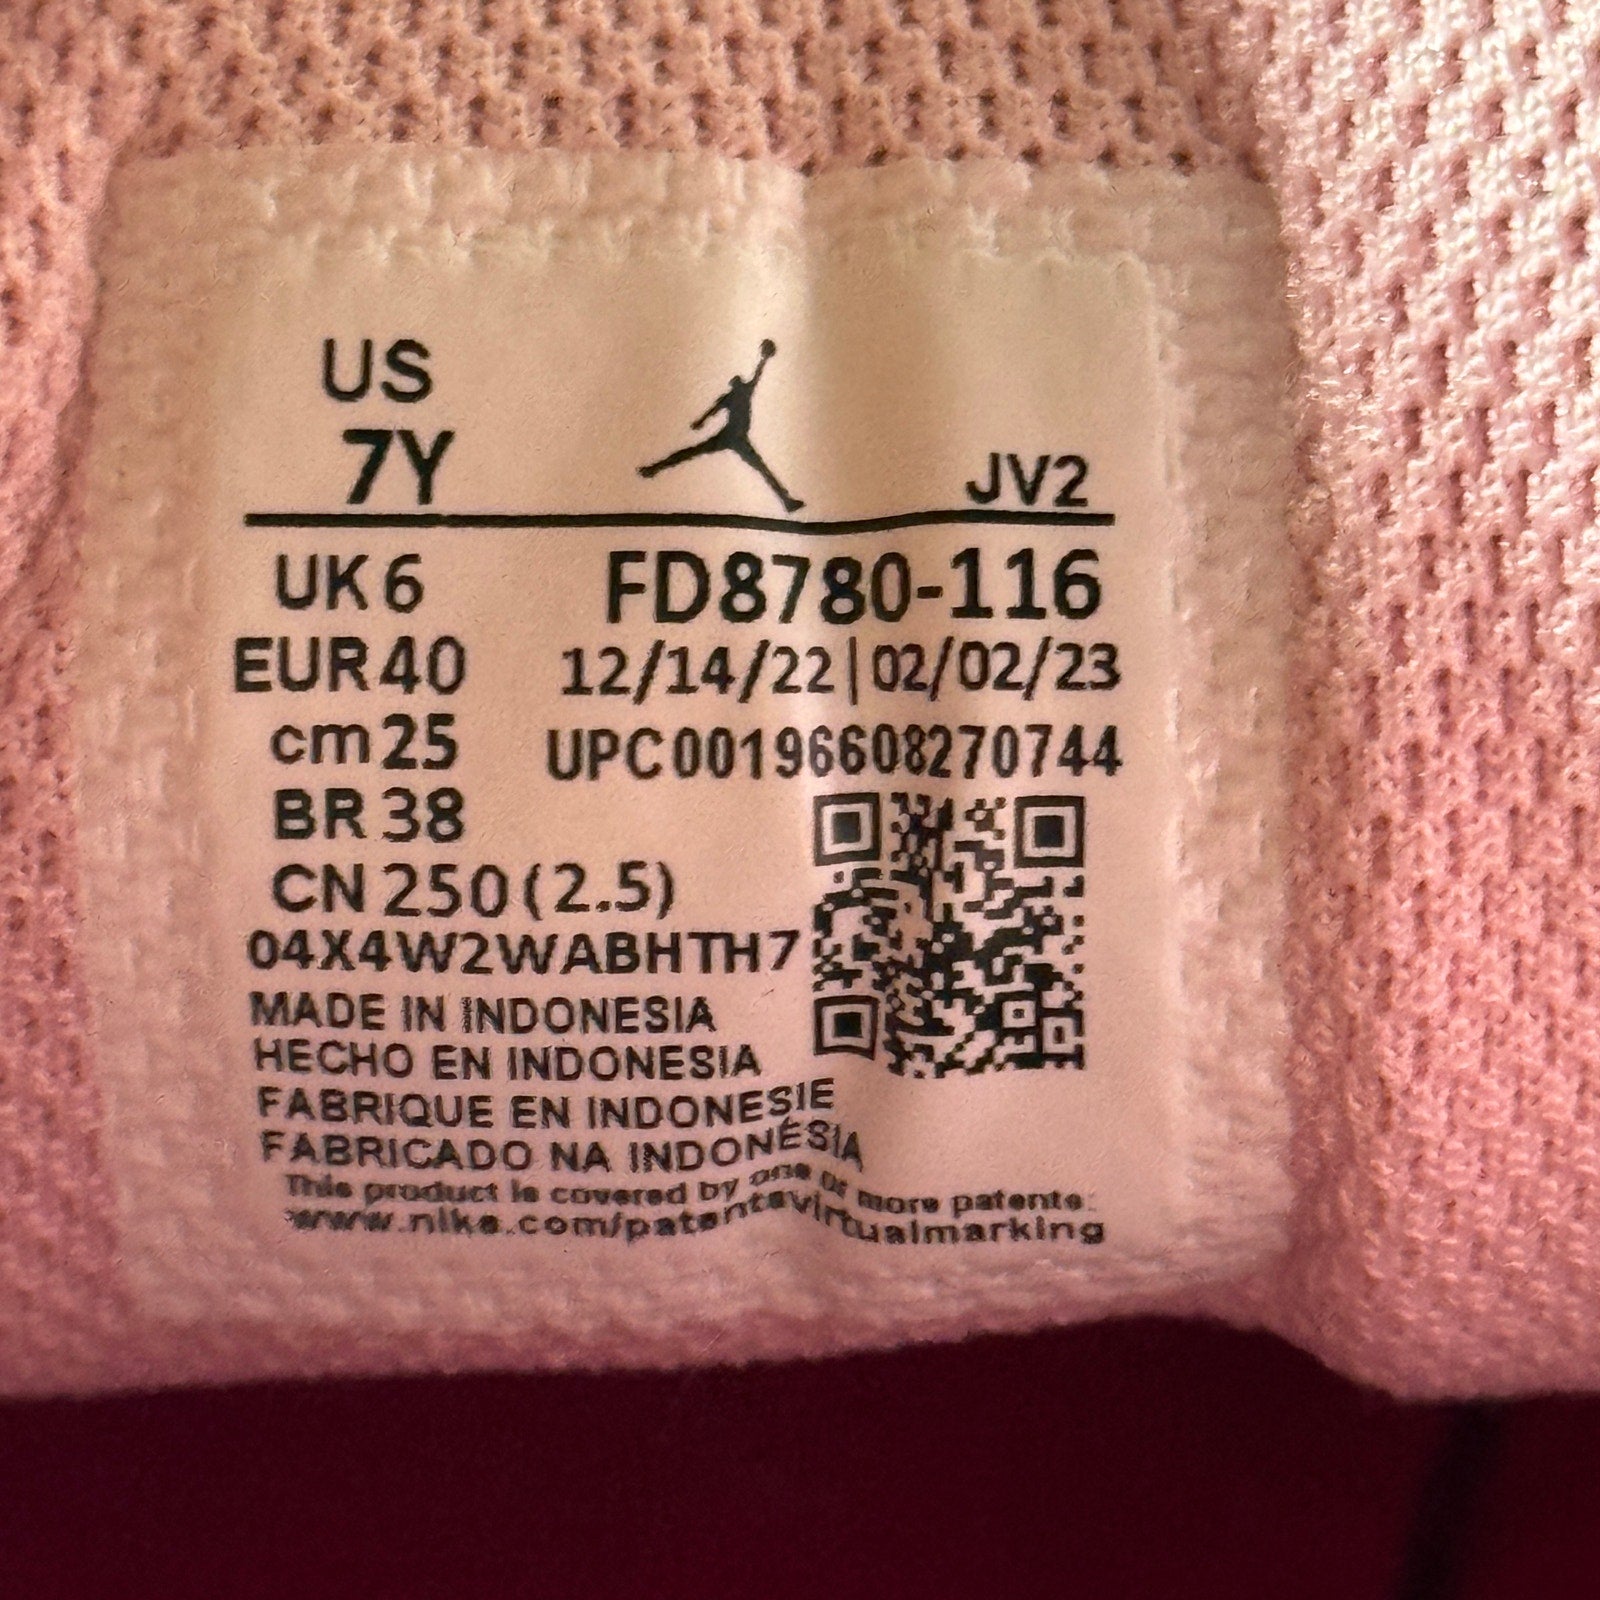 US
7Y
JV2
UK 6
FD8780-116
EUR 40
12/14/22 | 02/02/23
cm 25
UPC00196608270744
BR 38
CN 250 (2.5)
04X4W2WABHTH7
MADE IN INDONESIA
HECHO EN INDONESIA
FABRIQUE EN INDONESIE
FABRICADO NA INDONÉSIA
This product is covered by one or more patents.
www.nike.com/patentsvirtualmarking